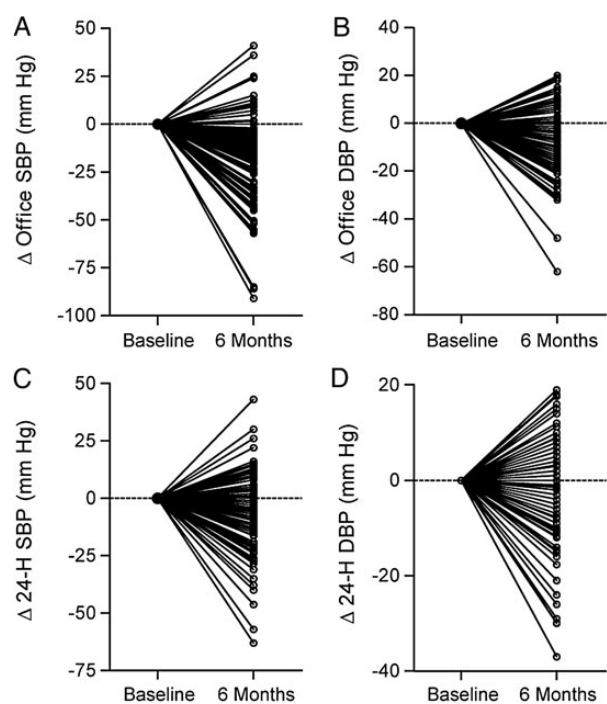 A
50
25
0
-25
-50
-75
-100
Δ Office SBP (mm Hg)
Baseline 6 Months
B
40
20
0
-20
-40
-60
-80
Δ Office DBP (mm Hg)
Baseline 6 Months
C
50
25
0
-25
-50
-75
Δ 24-H SBP (mm Hg)
Baseline 6 Months
D
20
0
-20
-40
Δ 24-H DBP (mm Hg)
Baseline 6 Months